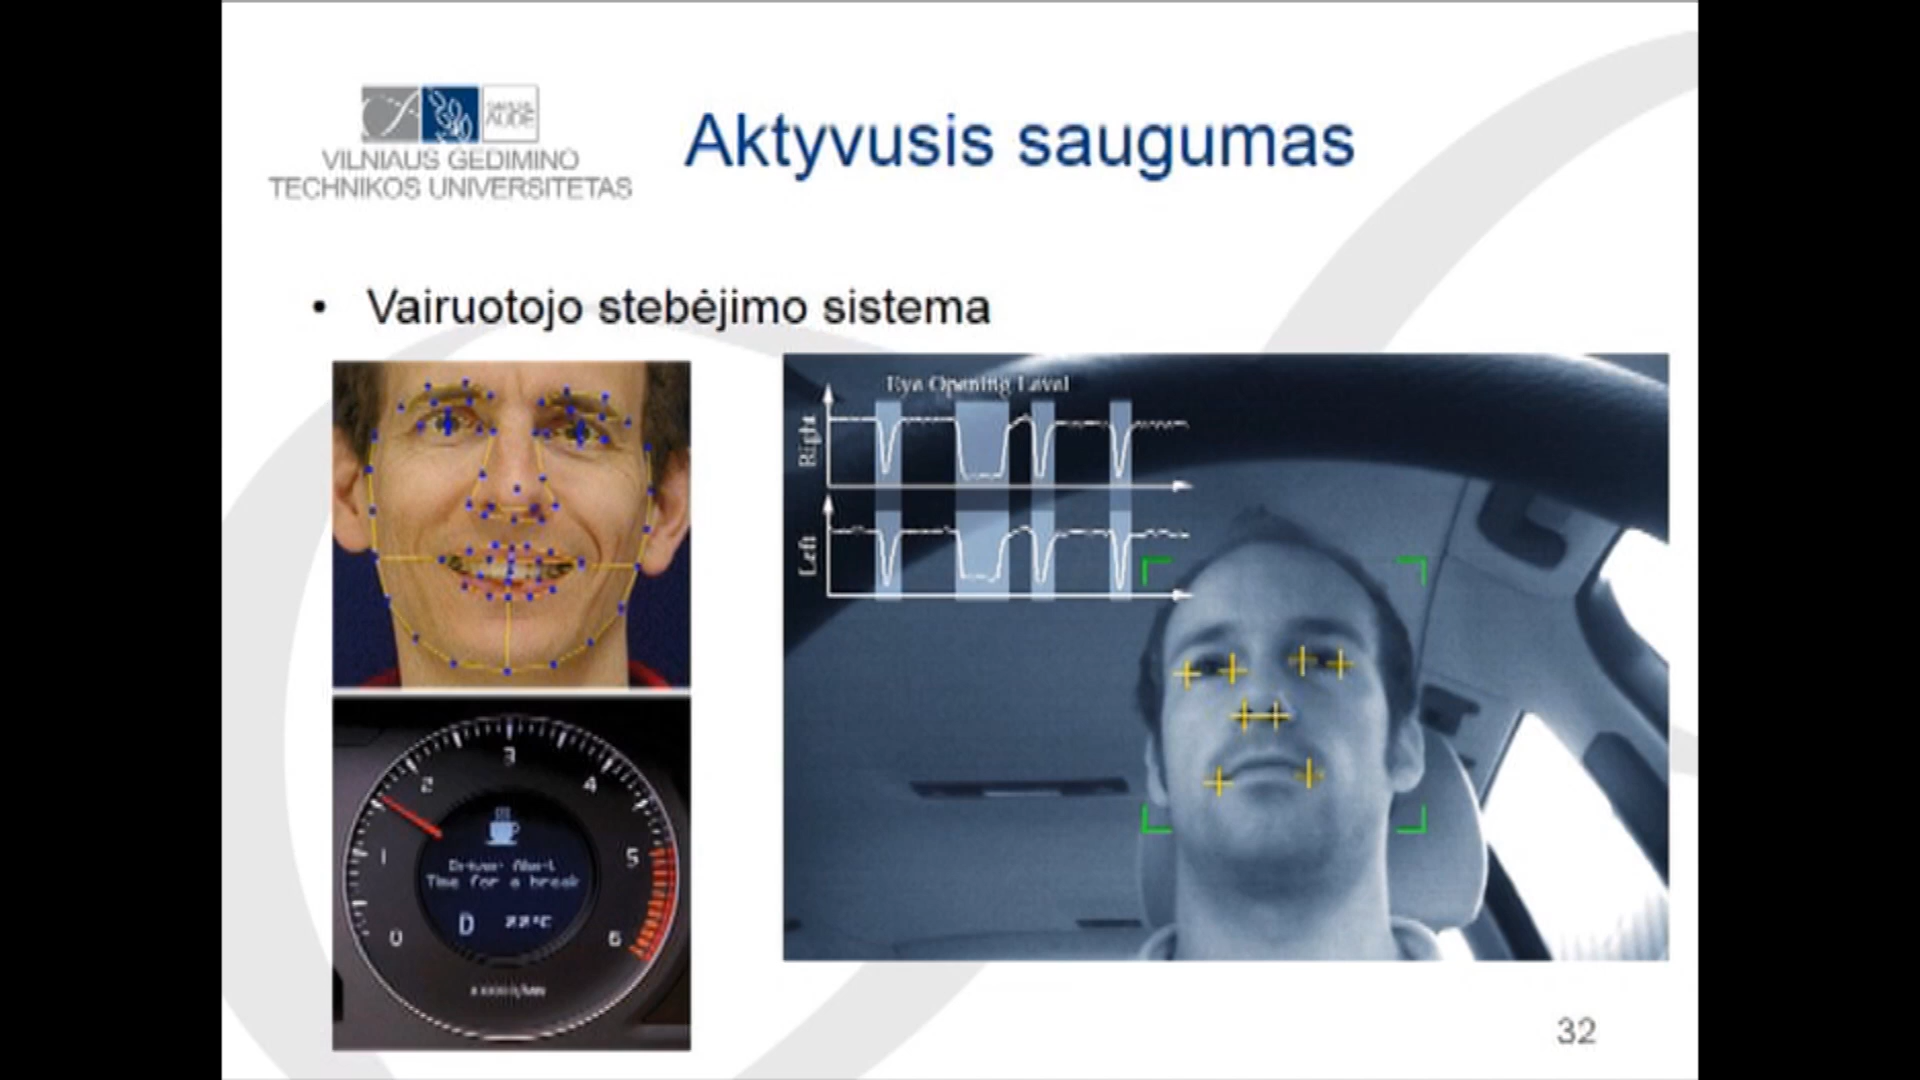 VILNIAUS GEDIMINO
TECHNIKOS UNIVERSITETAS
Aktyvusis saugumas
• Vairuotojo stebėjimo sistema
Eye Opening Level
Right
Left
0 1 2 3 4 5 6
Driver Alert
Time for a break
D 22°C
32